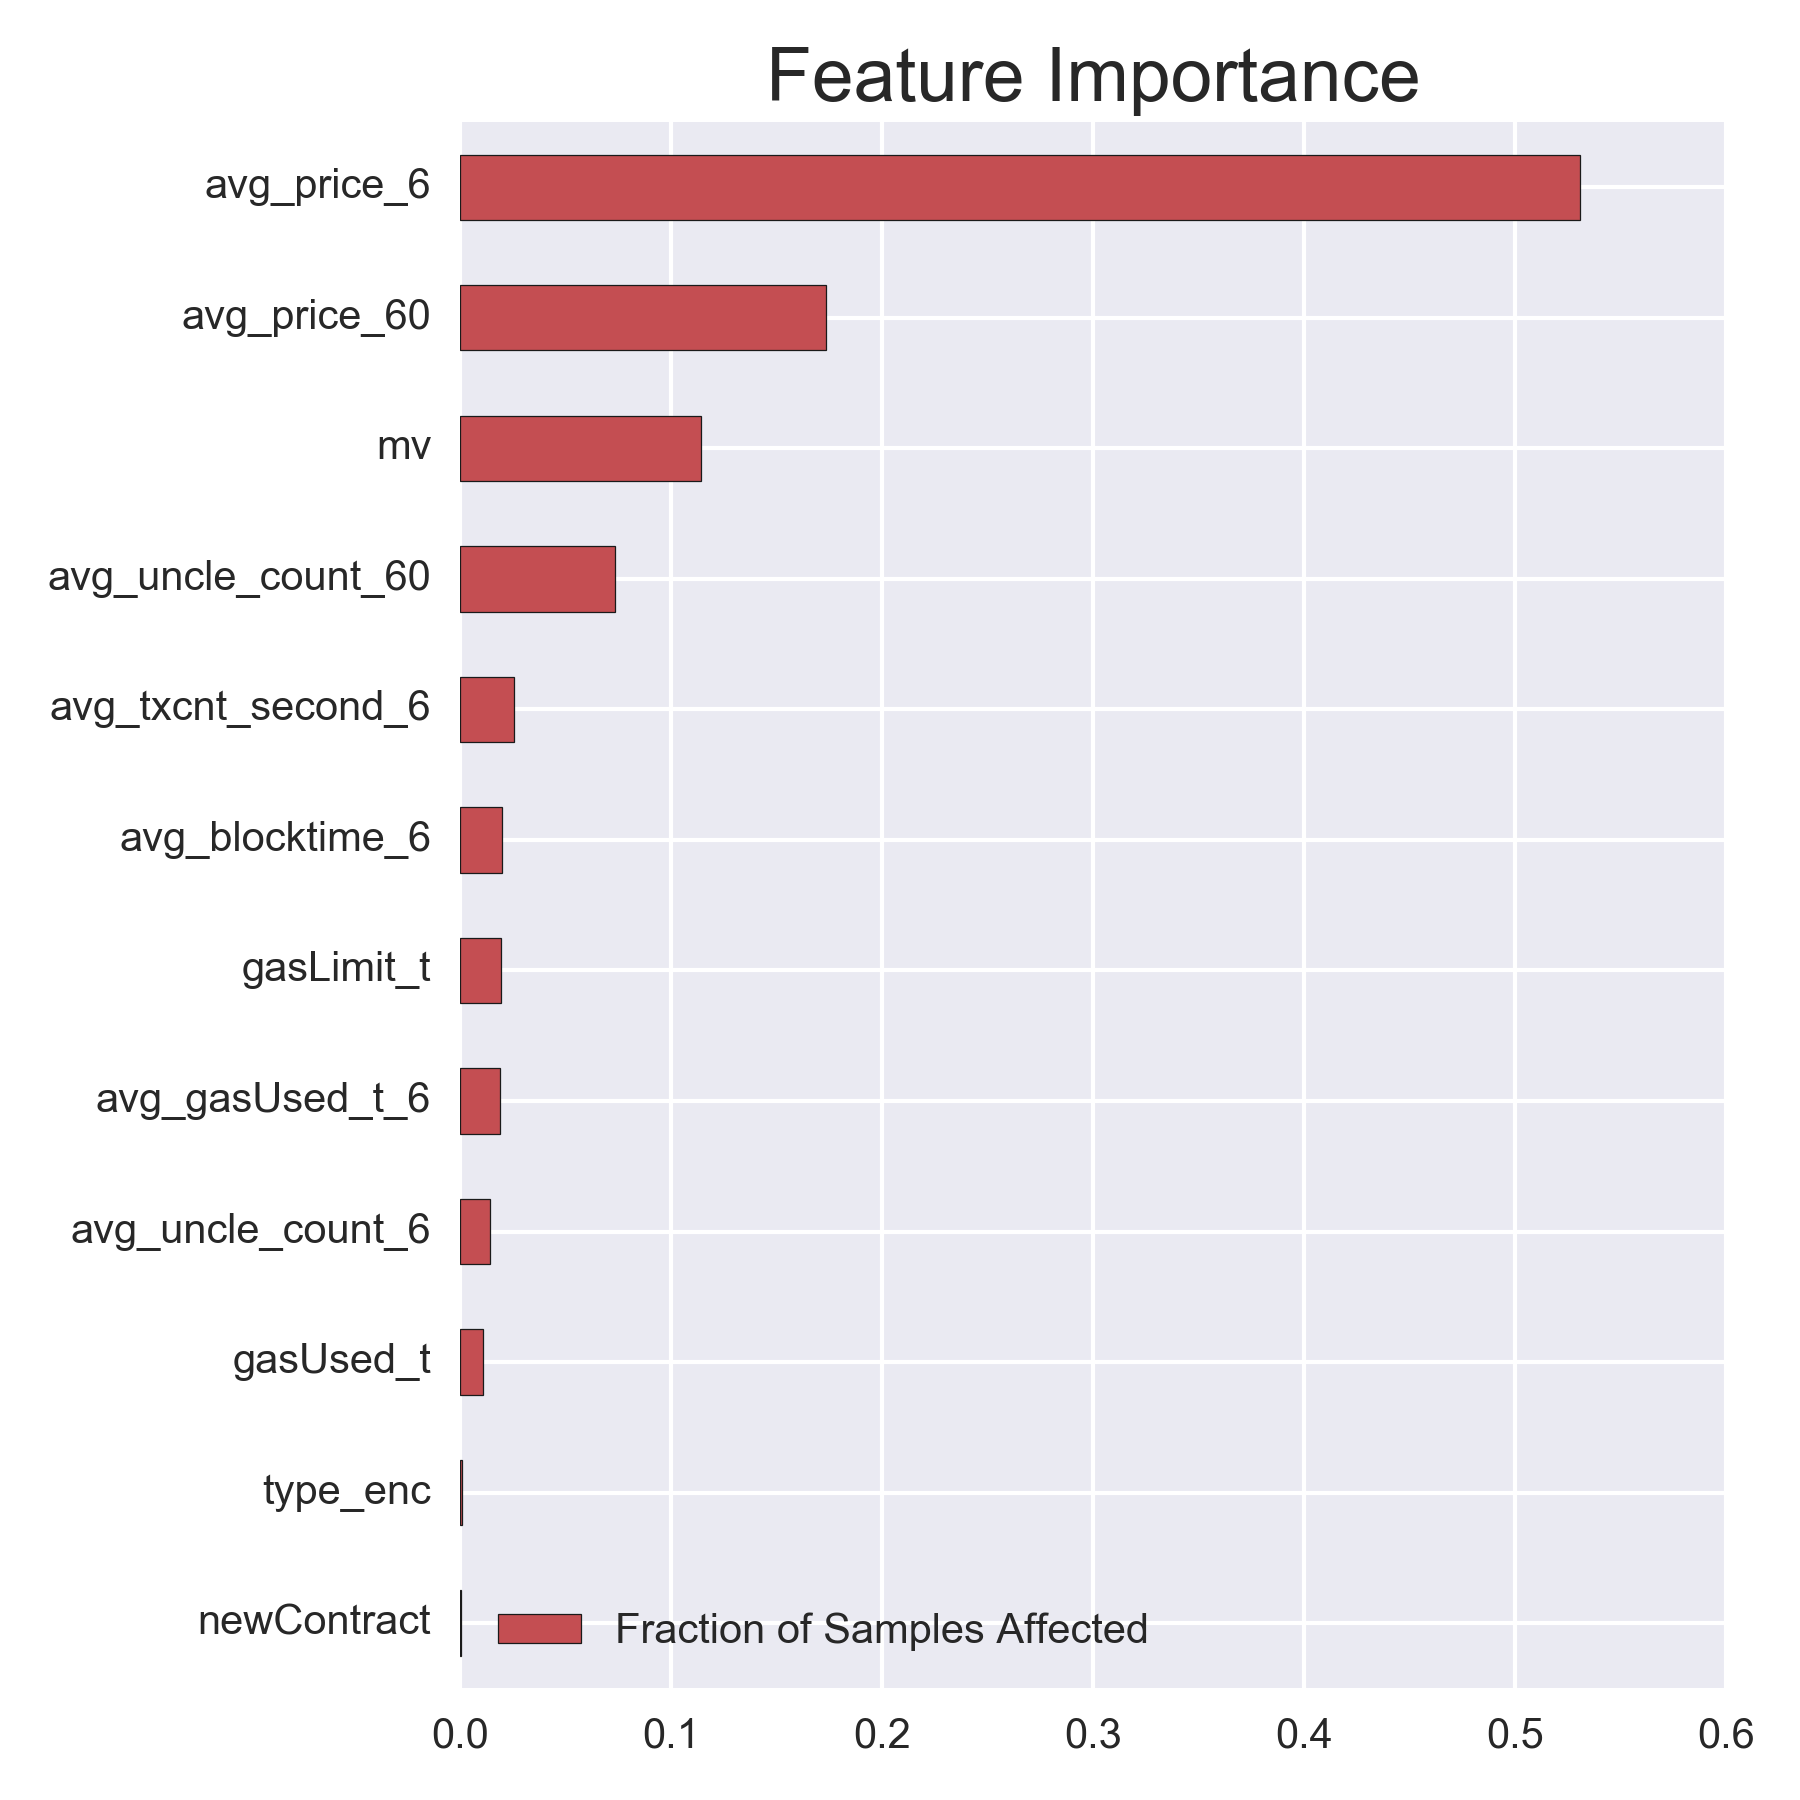 Feature Importance
avg_price_6
avg_price_60
mv
avg_uncle_count_60
avg_txcnt_second_6
avg_blocktime_6
gasLimit_t
avg_gasUsed_t_6
avg_uncle_count_6
gasUsed_t
type_enc
newContract
Fraction of Samples Affected
0.0 0.1 0.2 0.3 0.4 0.5 0.6